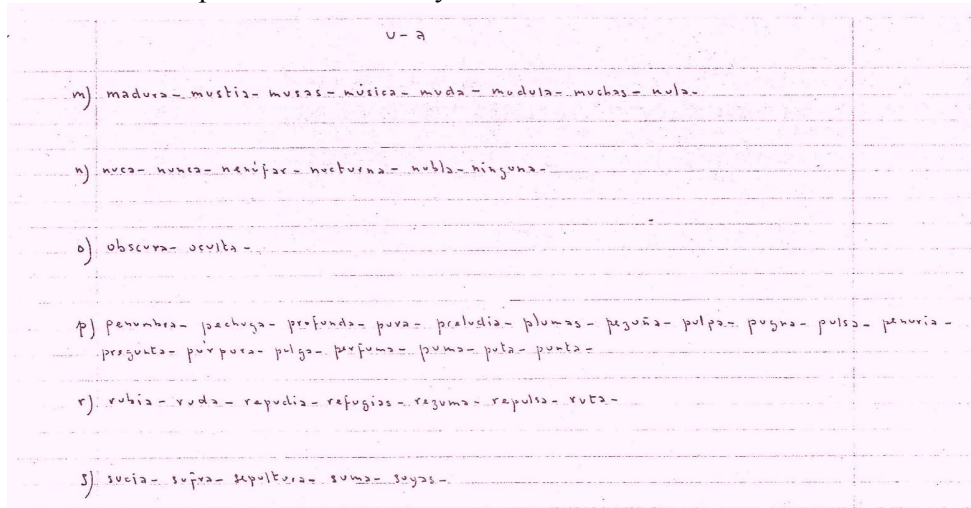 u - a
m) madura - mustia - musas - música - muda - modula - muchas - nula -
n) nuca - nunca - nenúfar - nocturna - nubla - ninguna -
o) obscura - oculta -
p) penumbra - pechuga - profunda - pura - preludia - plumas - pezuña - pulpa - pugna - pulsa - penuria -
pregunta - púrpura - pulga - perfuma - puma - puta - punta -
r) rubia - ruda - repudia - refugias - rezuma - repulsa - ruta -
s) sucia - sufra - sepultura - suma - suyas -